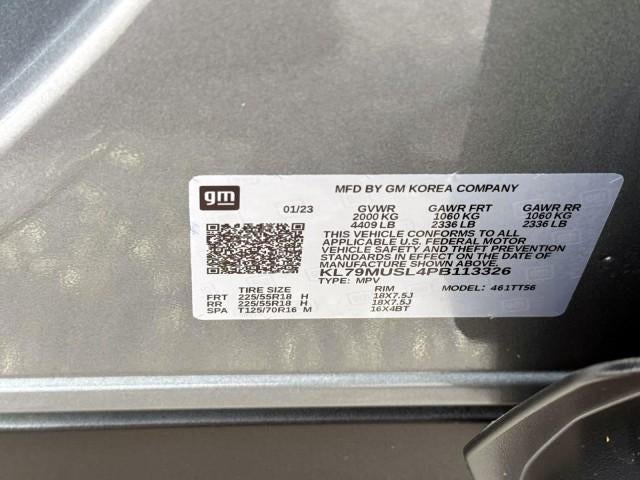 gm
MFD BY GM KOREA COMPANY
01/23 GVWR GAWR FRT GAWR RR
2000 KG 1060 KG 1060 KG
4409 LB 2336 LB 2336 LB
THIS VEHICLE CONFORMS TO ALL
APPLICABLE U.S. FEDERAL MOTOR
VEHICLE SAFETY AND THEFT PREVENTION
STANDARDS IN EFFECT ON THE DATE OF
MANUFACTURE SHOWN ABOVE.
KL79MUSL4PB113326
TYPE: MPV MODEL: 461TT56
TIRE SIZE RIM
FRT 225/55R18 H 18X7.5J
RR 225/55R18 H 18X7.5J
SPA T125/70R16 M 16X4BT